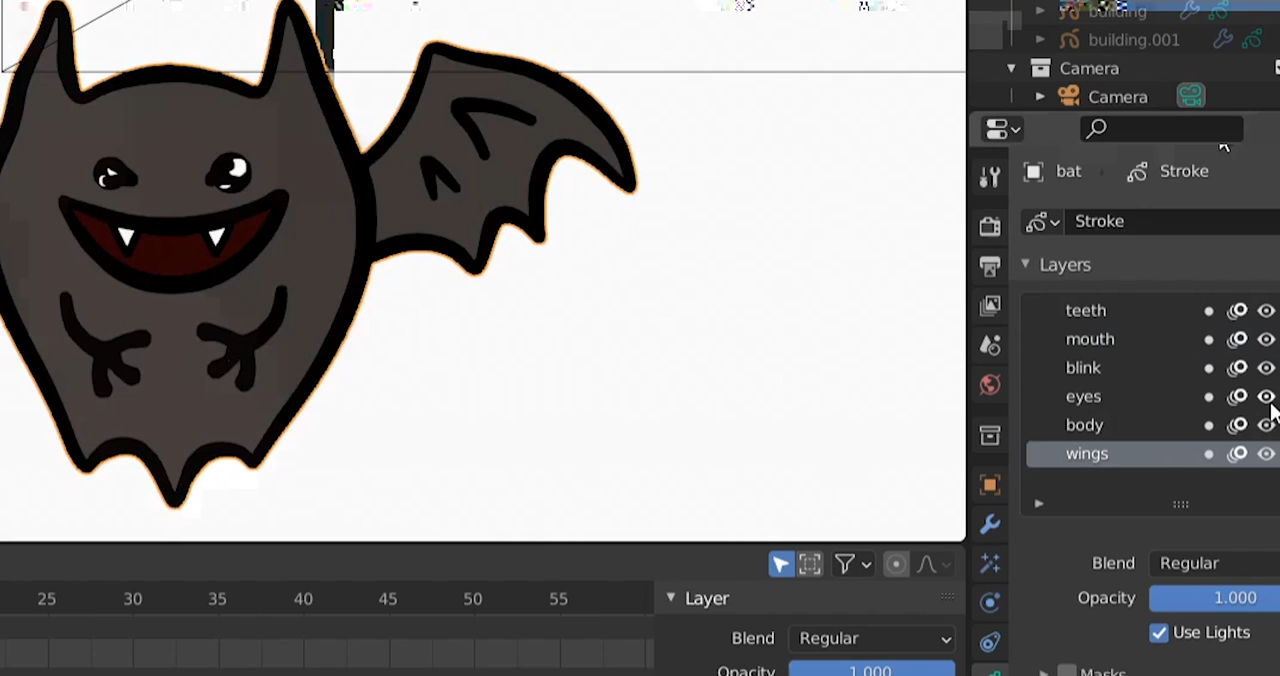 building
building.001
Camera
Camera
bat Stroke
Stroke
Layers
teeth
mouth
blink
eyes
body
wings
Blend Regular
Opacity 1.000
Use Lights
Masks
25 30 35 40 45 50 55
Layer
Blend Regular
Opacity 1.000